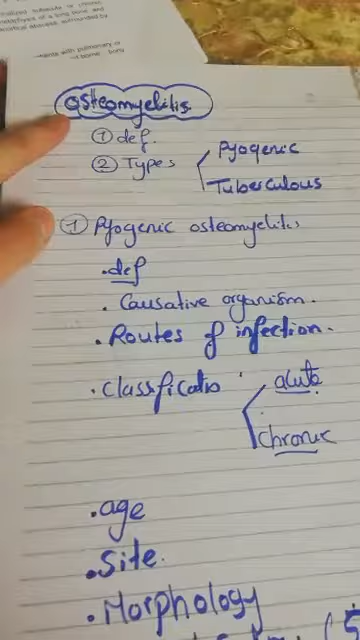 osteomyelitis
① def.
② Types
Pyogenic
Tuberculous
① Pyogenic osteomyelitis
. def
. Causative organism.
. Routes of infection.
. Classificatio
acute
chronic
. age
. Site.
. Morphology